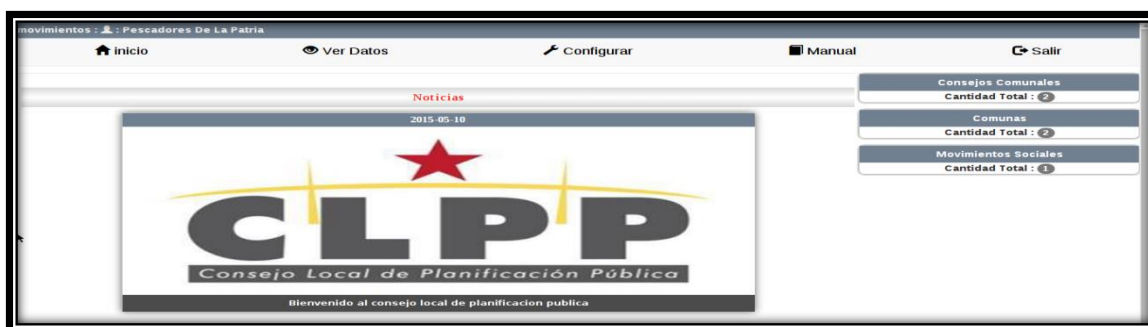 movimientos : : Pescadores De La Patria
inicio
Ver Datos
Configurar
Manual
Salir
Noticias
2015-05-10
CLPP
Consejo Local de Planificación Pública
Bienvenido al consejo local de planificacion publica
Consejos Comunales
Cantidad Total : 2
Comunas
Cantidad Total : 2
Movimientos Sociales
Cantidad Total : 1